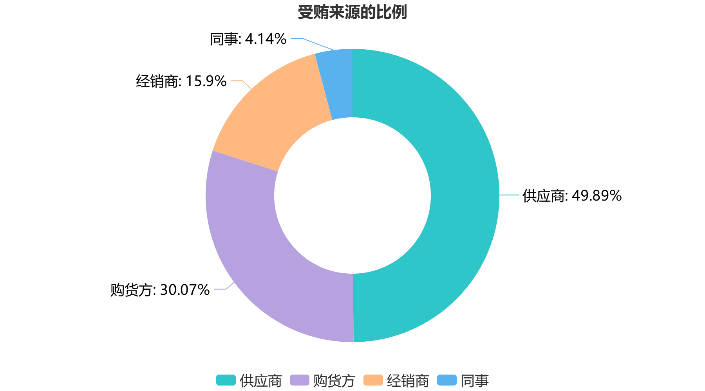 受贿来源的比例
同事: 4.14%
经销商: 15.9%
供应商: 49.89%
购货方: 30.07%
供应商 购货方 经销商 同事